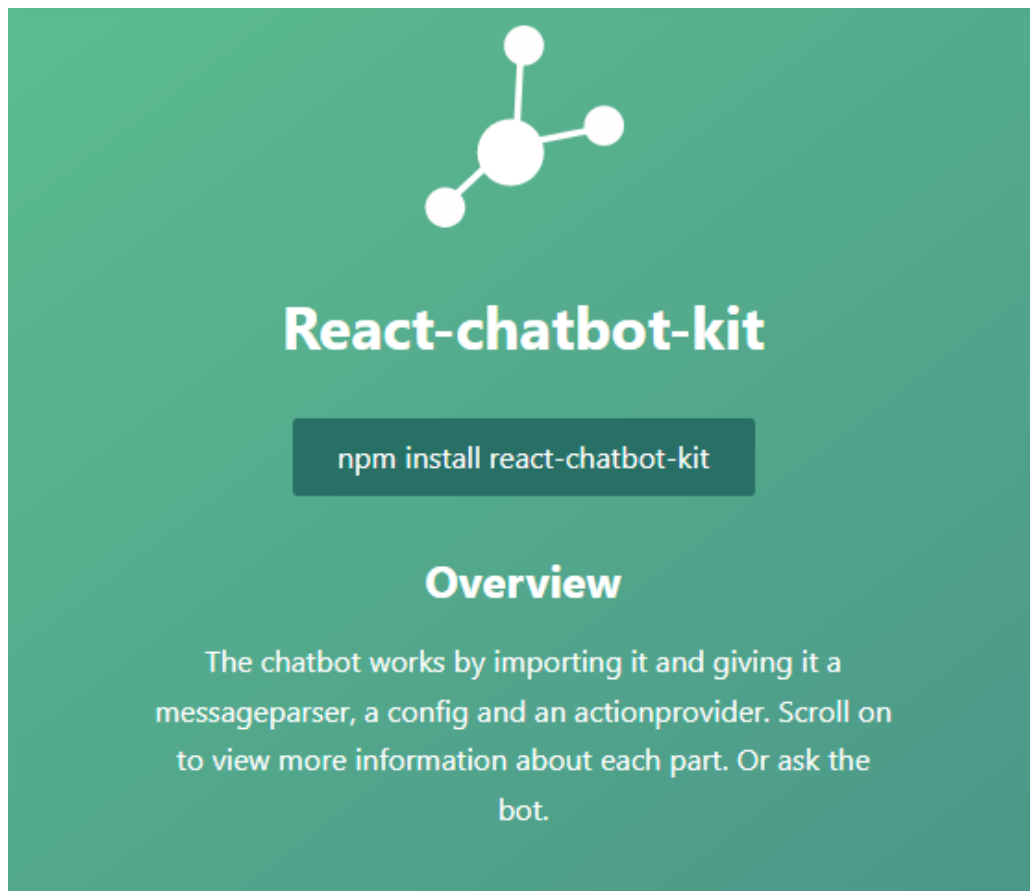 React-chatbot-kit
npm install react-chatbot-kit
Overview
The chatbot works by importing it and giving it a
messageparser, a config and an actionprovider. Scroll on
to view more information about each part. Or ask the
bot.